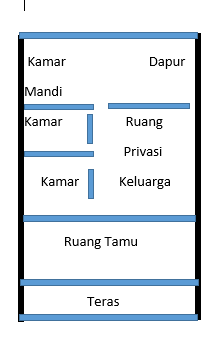 Kamar Dapur
Mandi
Kamar Ruang
Privasi
Kamar Keluarga
Ruang Tamu
Teras